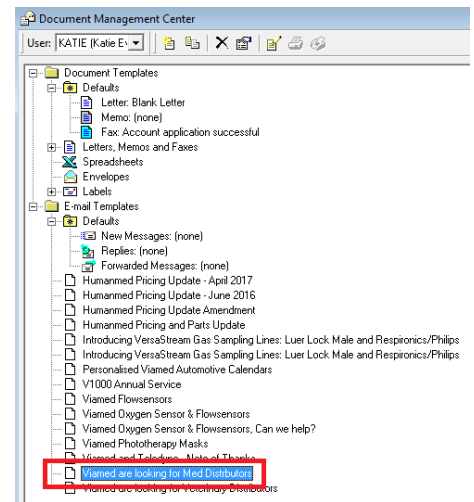 Document Management Center
User: KATIE (Katie Ev
Document Templates
Defaults
Letter: Blank Letter
Memo: (none)
Fax: Account application successful
Letters, Memos and Faxes
Spreadsheets
Envelopes
Labels
E-mail Templates
Defaults
New Messages: (none)
Replies: (none)
Forwarded Messages: (none)
Humanmed Pricing Update - April 2017
Humanmed Pricing Update - June 2016
Humanmed Pricing Update Amendment
Humanmed Pricing and Parts Update
Introducing VersaStream Gas Sampling Lines: Luer Lock Male and Respironics/Philips
Introducing VersaStream Gas Sampling Lines: Luer Lock Male and Respironics/Philips
Personalised Viamed Automotive Calendars
V1000 Annual Service
Viamed Flowsensors
Viamed Oxygen Sensor & Flowsensors
Viamed Oxygen Sensor & Flowsensors, Can we help?
Viamed Phototherapy Masks
Viamed and Teledyne - Note of Thanks
Viamed are looking for Med Distributors
Viamed are looking for Veterinary Distributors